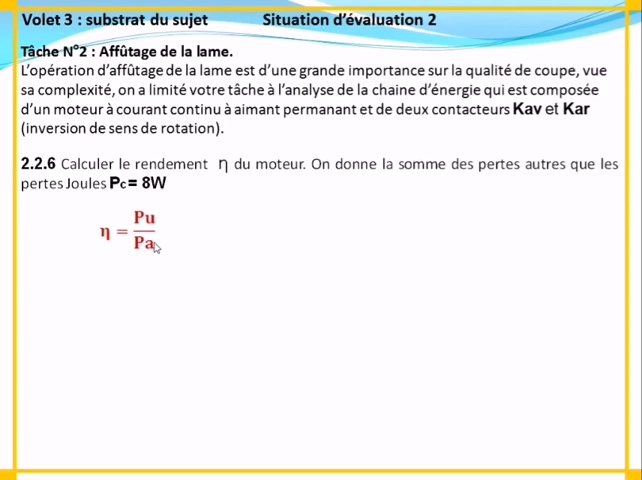 Volet 3 : substrat du sujet Situation d'évaluation 2
Tâche N°2 : Affûtage de la lame.
L'opération d'affûtage de la lame est d'une grande importance sur la qualité de coupe, vue
sa complexité, on a limité votre tâche à l'analyse de la chaine d'énergie qui est composée
d'un moteur à courant continu à aimant permanant et de deux contacteurs Kav et Kar
(inversion de sens de rotation).
2.2.6 Calculer le rendement η du moteur. On donne la somme des pertes autres que les
pertes Joules Pc= 8W
η = Pu
Pa